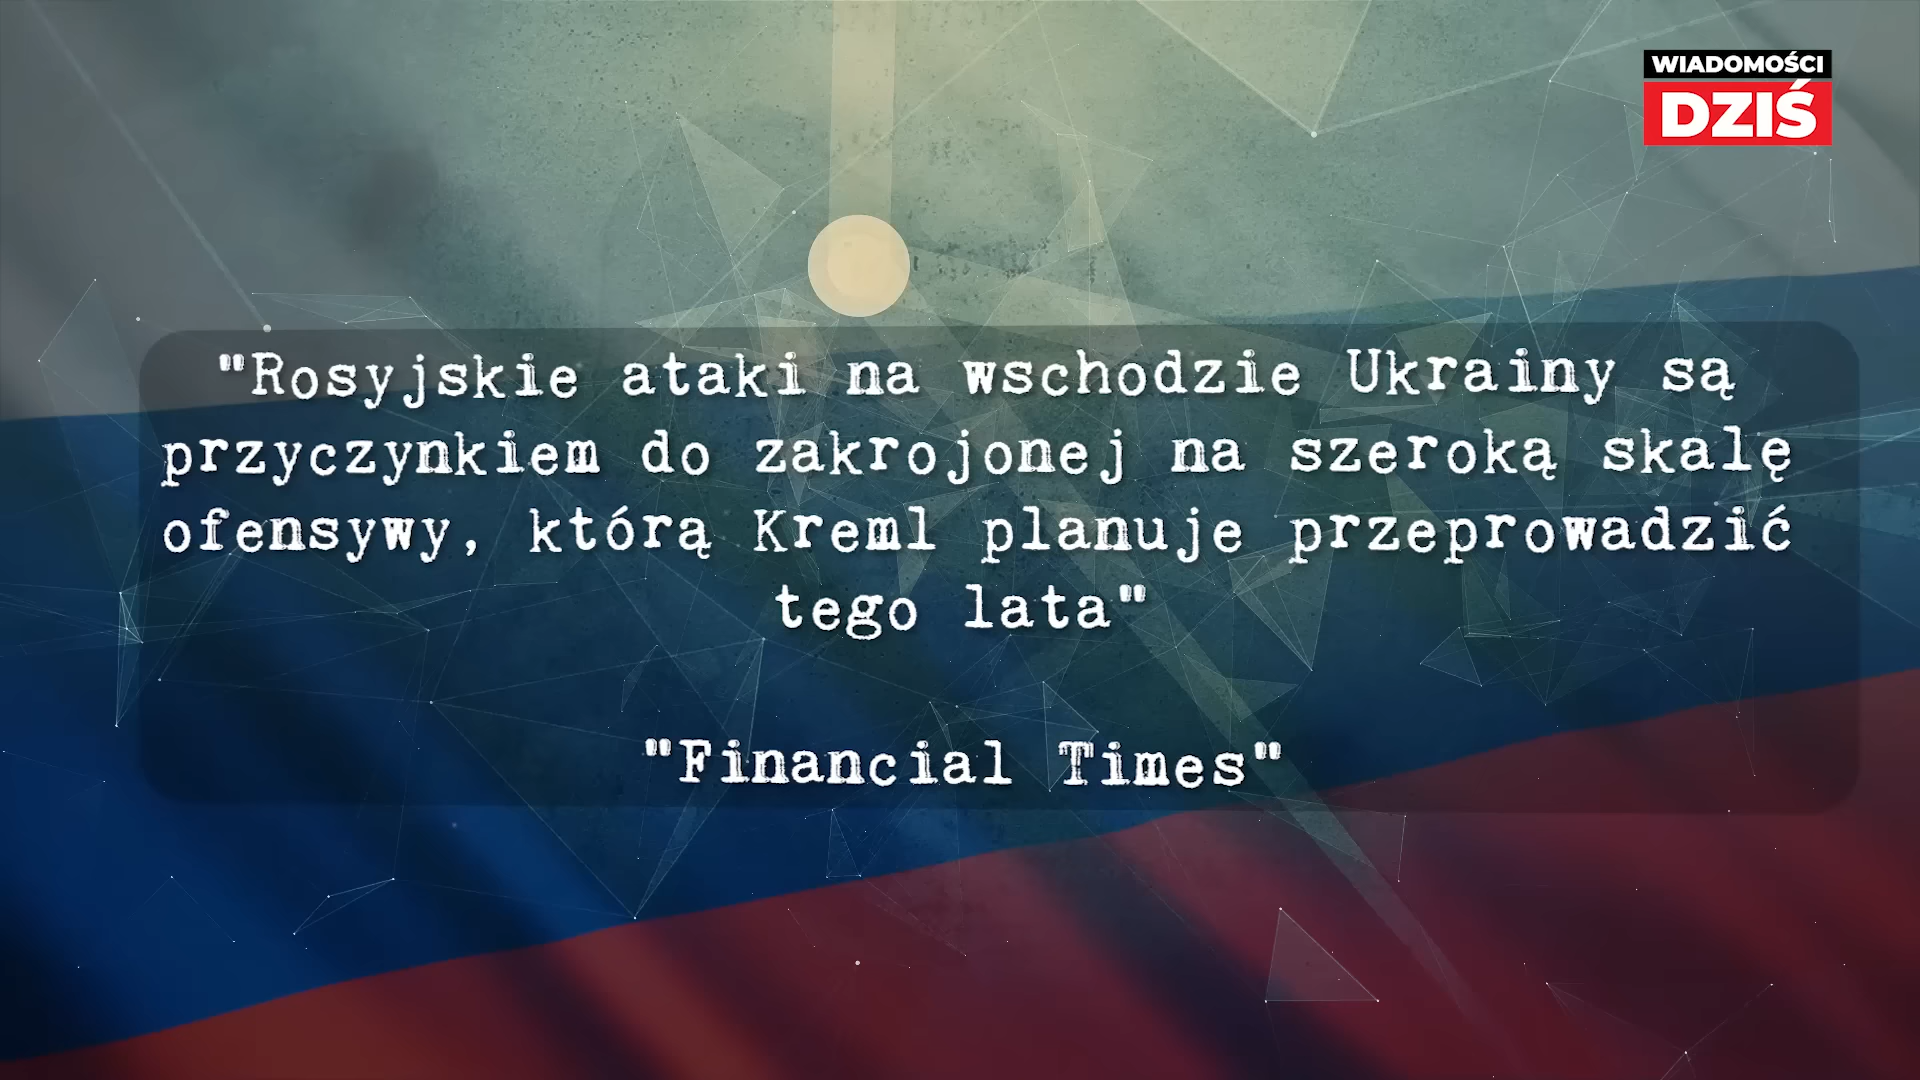 WIADOMOŚCI
DZIŚ
"Rosyjskie ataki na wschodzie Ukrainy są
przyczynkiem do zakrojonej na szeroką skalę
ofensywy, którą Kreml planuje przeprowadzić
tego lata"
"Financial Times"